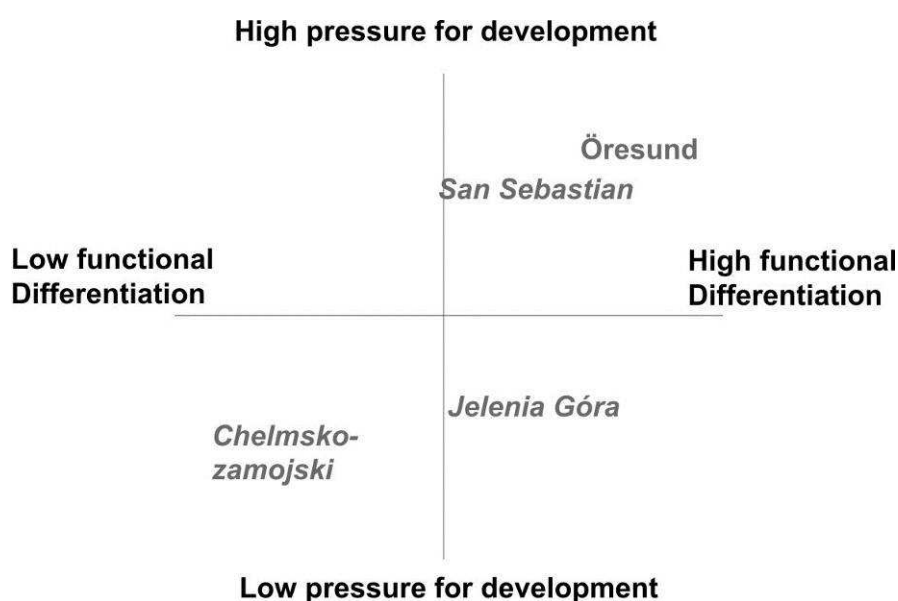 High pressure for development
Öresund
San Sebastian
Low functional
Differentiation
High functional
Differentiation
Jelenia Góra
Chelmsko-
zamojski
Low pressure for development